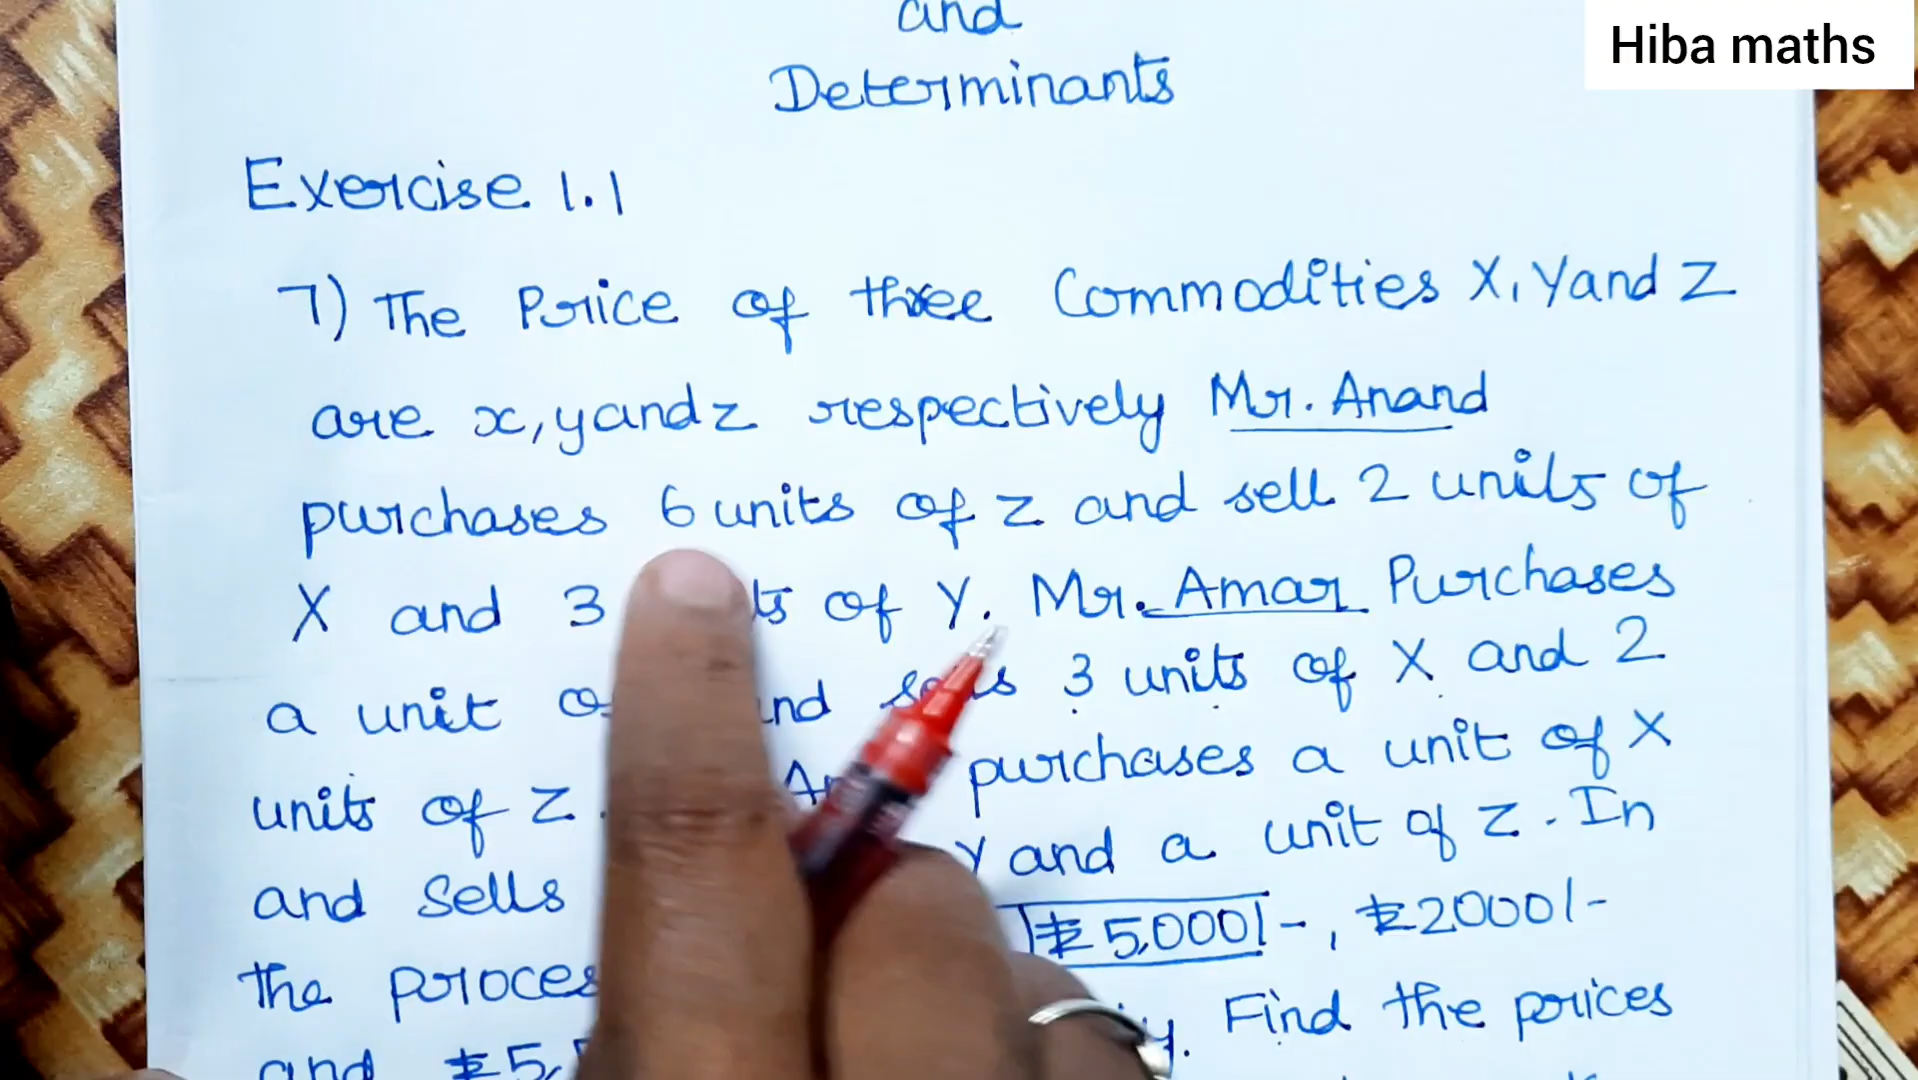 and
Hiba maths
Determinants
Exercise 1.1
7) The Price of three Commodities X, Y and Z
are x, y and z respectively Mr. Anand
purchases 6 units of z and sell 2 units of
X and 3 of Y. Mr. Amar Purchases
a unit and 3 units of X and 2
units of Z. purchases a unit of X
and sells Y and a unit of z. In
the ₹5,000/-, ₹2000/-
and Find the prices